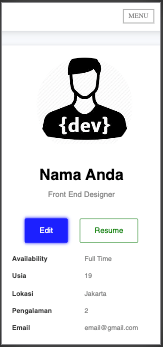 MENU
{dev}
Nama Anda
Front End Designer
Edit Resume
Availability Full Time
Usia 19
Lokasi Jakarta
Pengalaman 2
Email email@gmail.com